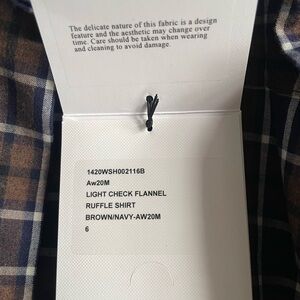 The delicate nature of this fabric is a design
feature and the aesthetic may change over
time. Care should be taken when wearing
and cleaning to avoid damage.
1420WSH002116B
Aw20M
LIGHT CHECK FLANNEL
RUFFLE SHIRT
BROWN/NAVY-AW20M
6